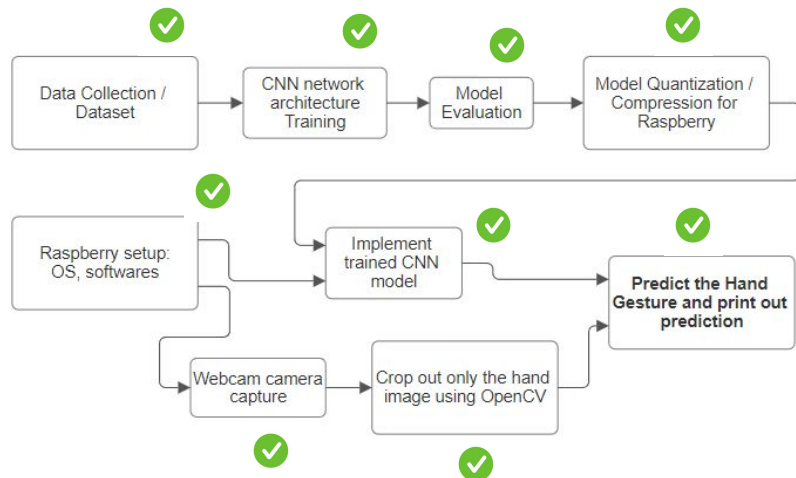 Data Collection /
Dataset
CNN network
architecture
Training
Model
Evaluation
Model Quantization /
Compression for
Raspberry
Raspberry setup:
OS, softwares
Implement
trained CNN
model
Predict the Hand
Gesture and print out
prediction
Webcam camera
capture
Crop out only the hand
image using OpenCV